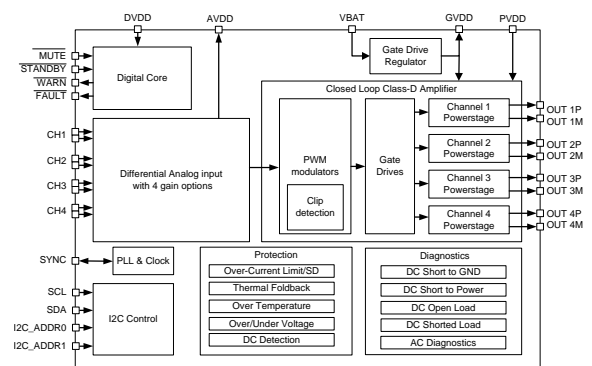 DVDD
AVDD
VBAT
GVDD
PVDD
MUTE
STANDBY
WARN
FAULT
Digital Core
Gate Drive
Regulator
Closed Loop Class-D Amplifier
CH1
CH2
CH3
CH4
Differential Analog input
with 4 gain options
PWM
modulators
Clip
detection
Gate
Drives
Channel 1
Powerstage
Channel 2
Powerstage
Channel 3
Powerstage
Channel 4
Powerstage
OUT 1P
OUT 1M
OUT 2P
OUT 2M
OUT 3P
OUT 3M
OUT 4P
OUT 4M
SYNC
PLL & Clock
SCL
SDA
I2C_ADDR0
I2C_ADDR1
I2C Control
Protection
Over-Current Limit/SD
Thermal Foldback
Over Temperature
Over/Under Voltage
DC Detection
Diagnostics
DC Short to GND
DC Short to Power
DC Open Load
DC Shorted Load
AC Diagnostics